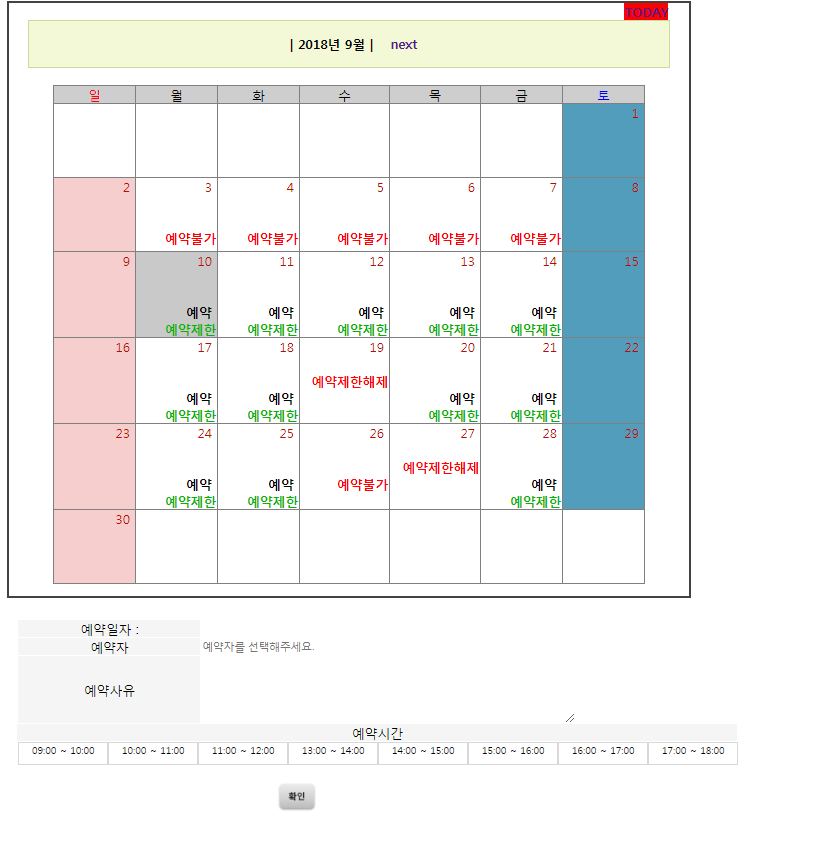 TODAY
| 2018년 9월 | next
일 월 화 수 목 금 토
1
2 3 4 5 6 7 8
예약불가 예약불가 예약불가 예약불가 예약불가
9 10 11 12 13 14 15
예약 예약 예약 예약 예약
예약제한 예약제한 예약제한 예약제한 예약제한
16 17 18 19 20 21 22
예약제한해제
예약 예약 예약 예약
예약제한 예약제한 예약제한 예약제한
23 24 25 26 27 28 29
예약제한해제
예약 예약 예약불가 예약
예약제한 예약제한 예약제한
30
예약일자 :
예약자 예약자를 선택해주세요.
예약사유
예약시간
09:00 ~ 10:00 10:00 ~ 11:00 11:00 ~ 12:00 13:00 ~ 14:00 14:00 ~ 15:00 15:00 ~ 16:00 16:00 ~ 17:00 17:00 ~ 18:00
확인